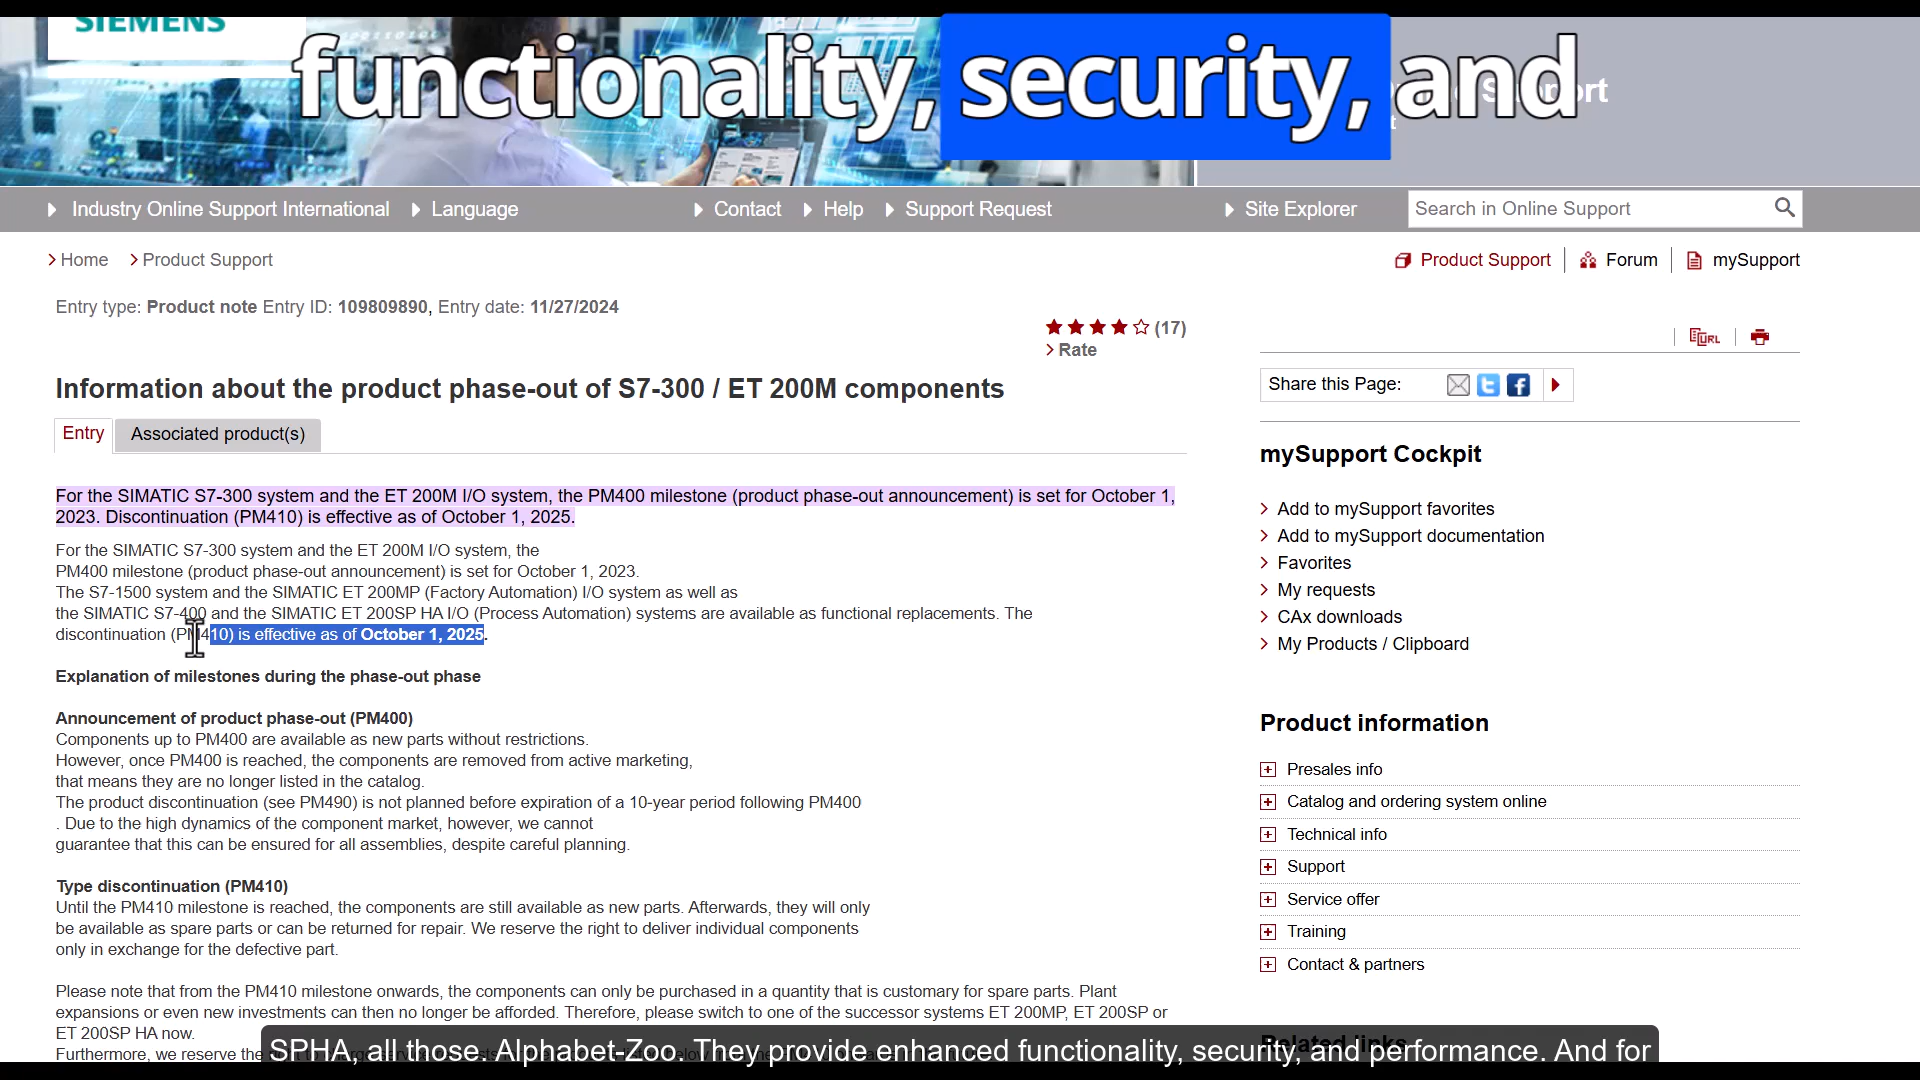 SIEMENS
functionality, security, and
Industry Online Support International
Language
Contact
Help
Support Request
Site Explorer
Search in Online Support
Home
Product Support
Product Support
Forum
mySupport
Entry type: Product note Entry ID: 109809890, Entry date: 11/27/2024
(17)
Rate
URL
Share this Page:
Information about the product phase-out of S7-300 / ET 200M components
Entry
Associated product(s)
For the SIMATIC S7-300 system and the ET 200M I/O system, the PM400 milestone (product phase-out announcement) is set for October 1,
2023. Discontinuation (PM410) is effective as of October 1, 2025.
For the SIMATIC S7-300 system and the ET 200M I/O system, the
PM400 milestone (product phase-out announcement) is set for October 1, 2023.
The S7-1500 system and the SIMATIC ET 200MP (Factory Automation) I/O system as well as
the SIMATIC S7-400 and the SIMATIC ET 200SP HA I/O (Process Automation) systems are available as functional replacements. The
discontinuation (PM410) is effective as of October 1, 2025.
Explanation of milestones during the phase-out phase
Announcement of product phase-out (PM400)
Components up to PM400 are available as new parts without restrictions.
However, once PM400 is reached, the components are removed from active marketing,
that means they are no longer listed in the catalog.
The product discontinuation (see PM490) is not planned before expiration of a 10-year period following PM400
. Due to the high dynamics of the component market, however, we cannot
guarantee that this can be ensured for all assemblies, despite careful planning.
Type discontinuation (PM410)
Until the PM410 milestone is reached, the components are still available as new parts. Afterwards, they will only
be available as spare parts or can be returned for repair. We reserve the right to deliver individual components
only in exchange for the defective part.
Please note that from the PM410 milestone onwards, the components can only be purchased in a quantity that is customary for spare parts. Plant
expansions or even new investments can then no longer be afforded. Therefore, please switch to one of the successor systems ET 200MP, ET 200SP or
ET 200SP HA now.
Furthermore, we reserve the
mySupport Cockpit
Add to mySupport favorites
Add to mySupport documentation
Favorites
My requests
CAx downloads
My Products / Clipboard
Product information
Presales info
Catalog and ordering system online
Technical info
Support
Service offer
Training
Contact & partners
Related links
SPHA, all those. Alphabet-Zoo. They provide enhanced functionality, security, and performance. And for